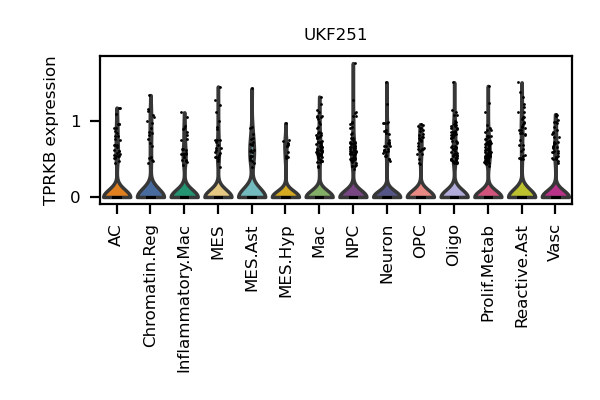 UKF251
TPRKB expression
1
0
AC
Chromatin.Reg
Inflammatory.Mac
MES
MES.Ast
MES.Hyp
Mac
NPC
Neuron
OPC
Oligo
Prolif.Metab
Reactive.Ast
Vasc